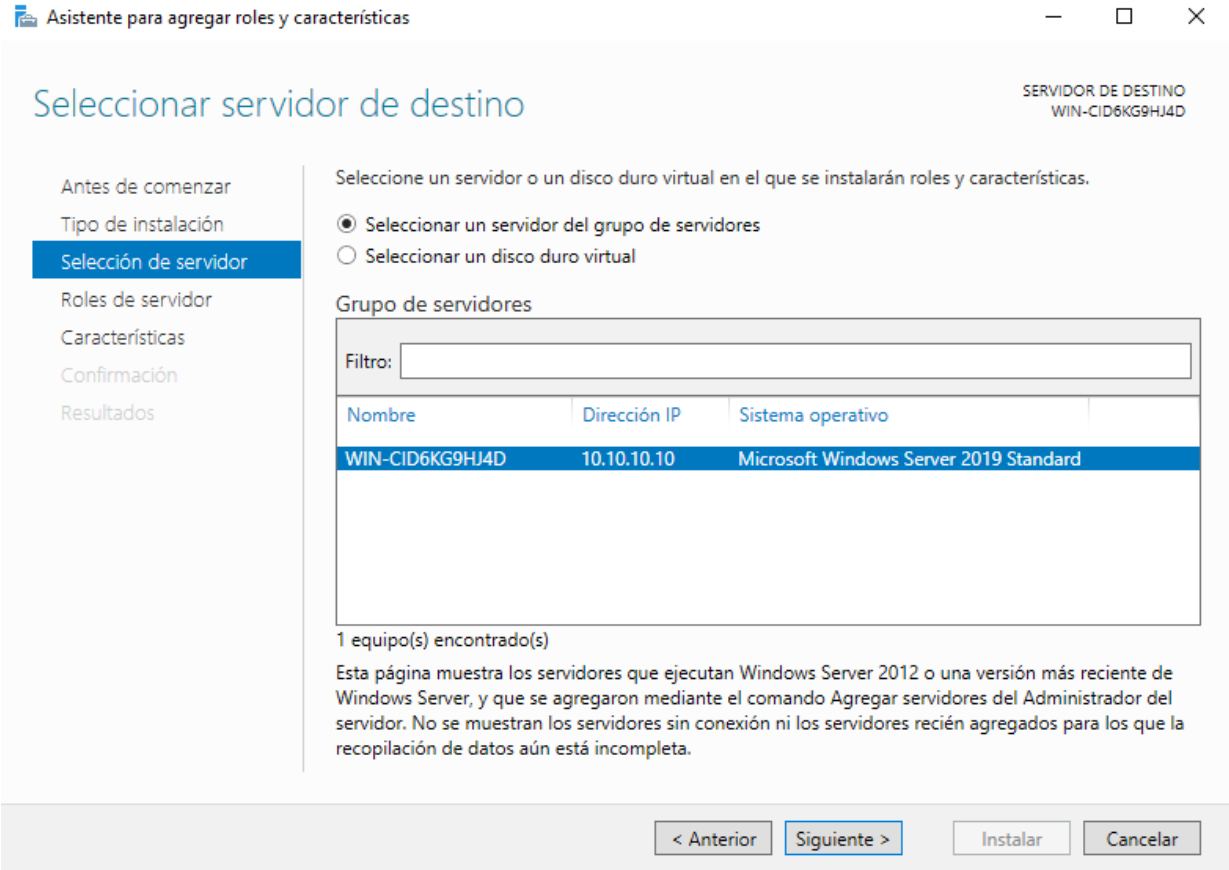 Asistente para agregar roles y características
Seleccionar servidor de destino
SERVIDOR DE DESTINO
WIN-CID6KG9HJ4D
Antes de comenzar
Tipo de instalación
Selección de servidor
Roles de servidor
Características
Confirmación
Resultados
Seleccione un servidor o un disco duro virtual en el que se instalarán roles y características.
Seleccionar un servidor del grupo de servidores
Seleccionar un disco duro virtual
Grupo de servidores
Filtro:
Nombre Dirección IP Sistema operativo
WIN-CID6KG9HJ4D 10.10.10.10 Microsoft Windows Server 2019 Standard
1 equipo(s) encontrado(s)
Esta página muestra los servidores que ejecutan Windows Server 2012 o una versión más reciente de
Windows Server, y que se agregaron mediante el comando Agregar servidores del Administrador del
servidor. No se muestran los servidores sin conexión ni los servidores recién agregados para los que la
recopilación de datos aún está incompleta.
< Anterior Siguiente > Instalar Cancelar